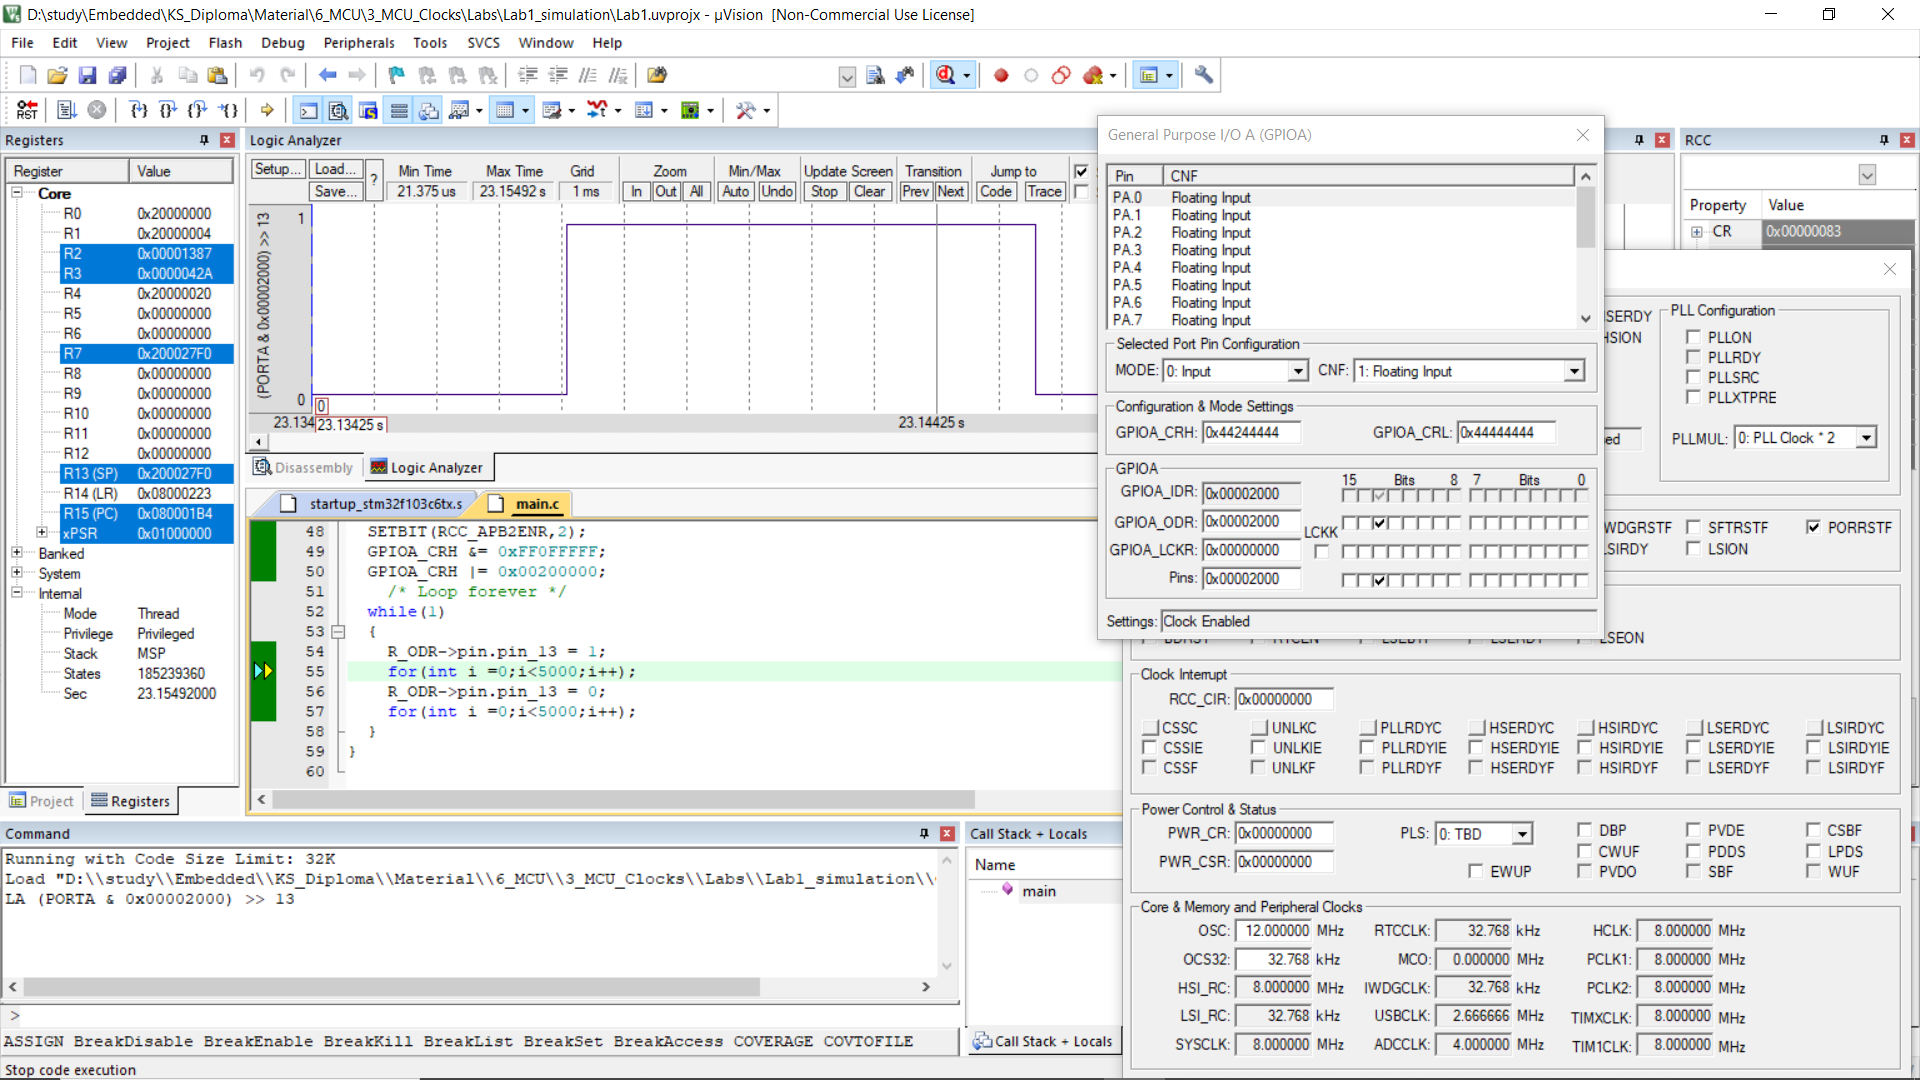 D:\study\Embedded\KS_Diploma\Material\6_MCU\3_MCU_Clocks\Labs\Lab1_simulation\Lab1.uvprojx - µVision [Non-Commercial Use License]
File Edit View Project Flash Debug Peripherals Tools SVCS Window Help
RST
Registers
Register Value
Core
R0 0x20000000
R1 0x20000004
R2 0x00001387
R3 0x0000042A
R4 0x20000020
R5 0x00000000
R6 0x00000000
R7 0x200027F0
R8 0x00000000
R9 0x00000000
R10 0x00000000
R11 0x00000000
R12 0x00000000
R13 (SP) 0x200027F0
R14 (LR) 0x08000223
R15 (PC) 0x080001B4
xPSR 0x01000000
Banked
System
Internal
Mode Thread
Privilege Privileged
Stack MSP
States 185239360
Sec 23.15492000
Project Registers
Logic Analyzer
Setup... Load... Save... ?
Min Time Max Time Grid Zoom Min/Max Update Screen Transition Jump to
21.375 us 23.15492 s 1 ms In Out All Auto Undo Stop Clear Prev Next Code Trace
(PORTA & 0x00002000) >> 13
1
0
0
23.134 23.13425 s 23.14425 s
Disassembly Logic Analyzer
startup_stm32f103c6tx.s main.c
48 SETBIT(RCC_APB2ENR,2);
49 GPIOA_CRH &= 0xFF0FFFFF;
50 GPIOA_CRH |= 0x00200000;
51 /* Loop forever */
52 while(1)
53 {
54 R_ODR->pin.pin_13 = 1;
55 for(int i =0;i<5000;i++);
56 R_ODR->pin.pin_13 = 0;
57 for(int i =0;i<5000;i++);
58 }
59 }
60
General Purpose I/O A (GPIOA)
Pin CNF
PA.0 Floating Input
PA.1 Floating Input
PA.2 Floating Input
PA.3 Floating Input
PA.4 Floating Input
PA.5 Floating Input
PA.6 Floating Input
PA.7 Floating Input
Selected Port Pin Configuration
MODE: 0: Input CNF: 1: Floating Input
Configuration & Mode Settings
GPIOA_CRH: 0x44244444 GPIOA_CRL: 0x44444444
GPIOA
15 Bits 8 7 Bits 0
GPIOA_IDR: 0x00002000
GPIOA_ODR: 0x00002000
LCKK
GPIOA_LCKR: 0x00000000
Pins: 0x00002000
Settings: Clock Enabled
RCC
Property Value
CR 0x00000083
SERDY
HSION
PLL Configuration
PLLON
PLLRDY
PLLSRC
PLLXTPRE
PLLMUL: 0: PLL Clock * 2
ed
WDGRSTF SFTRSTF PORRSTF
LSIRDY LSION
LSEON
Clock Interrupt
RCC_CIR: 0x00000000
CSSC UNLKC PLLRDYC HSERDYC HSIRDYC LSERDYC LSIRDYC
CSSIE UNLKIE PLLRDYIE HSERDYIE HSIRDYIE LSERDYIE LSIRDYIE
CSSF UNLKF PLLRDYF HSERDYF HSIRDYF LSERDYF LSIRDYF
Power Control & Status
PWR_CR: 0x00000000 PLS: 0: TBD DBP PVDE CSBF
CWUF PDDS LPDS
PWR_CSR: 0x00000000 EWUP PVDO SBF WUF
Core & Memory and Peripheral Clocks
OSC: 12.000000 MHz RTCCLK: 32.768 kHz HCLK: 8.000000 MHz
OCS32: 32.768 kHz MCO: 0.000000 MHz PCLK1: 8.000000 MHz
HSI_RC: 8.000000 MHz IWDGCLK: 32.768 kHz PCLK2: 8.000000 MHz
LSI_RC: 32.768 kHz USBCLK: 2.666666 MHz TIMXCLK: 8.000000 MHz
SYSCLK: 8.000000 MHz ADCCLK: 4.000000 MHz TIM1CLK: 8.000000 MHz
Command
Running with Code Size Limit: 32K
Load "D:\\study\\Embedded\\KS_Diploma\\Material\\6_MCU\\3_MCU_Clocks\\Labs\\Lab1_simulation\\
LA (PORTA & 0x00002000) >> 13
>
ASSIGN BreakDisable BreakEnable BreakKill BreakList BreakSet BreakAccess COVERAGE COVTOFILE
Call Stack + Locals
Name
main
Call Stack + Locals
Stop code execution